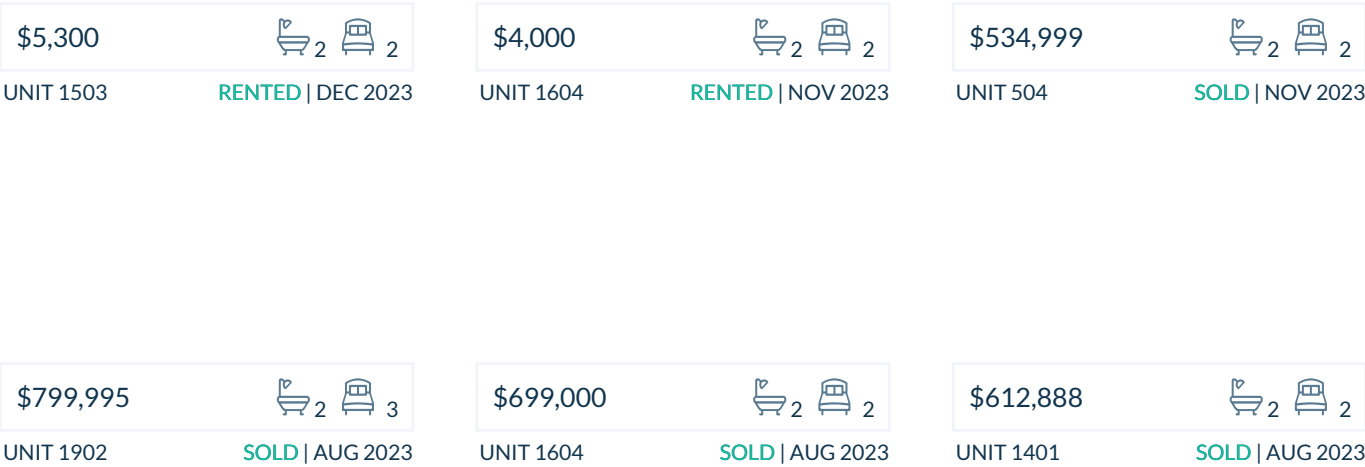 $5,300 2 2
UNIT 1503 RENTED | DEC 2023
$4,000 2 2
UNIT 1604 RENTED | NOV 2023
$534,999 2 2
UNIT 504 SOLD | NOV 2023
$799,995 2 3
UNIT 1902 SOLD | AUG 2023
$699,000 2 2
UNIT 1604 SOLD | AUG 2023
$612,888 2 2
UNIT 1401 SOLD | AUG 2023